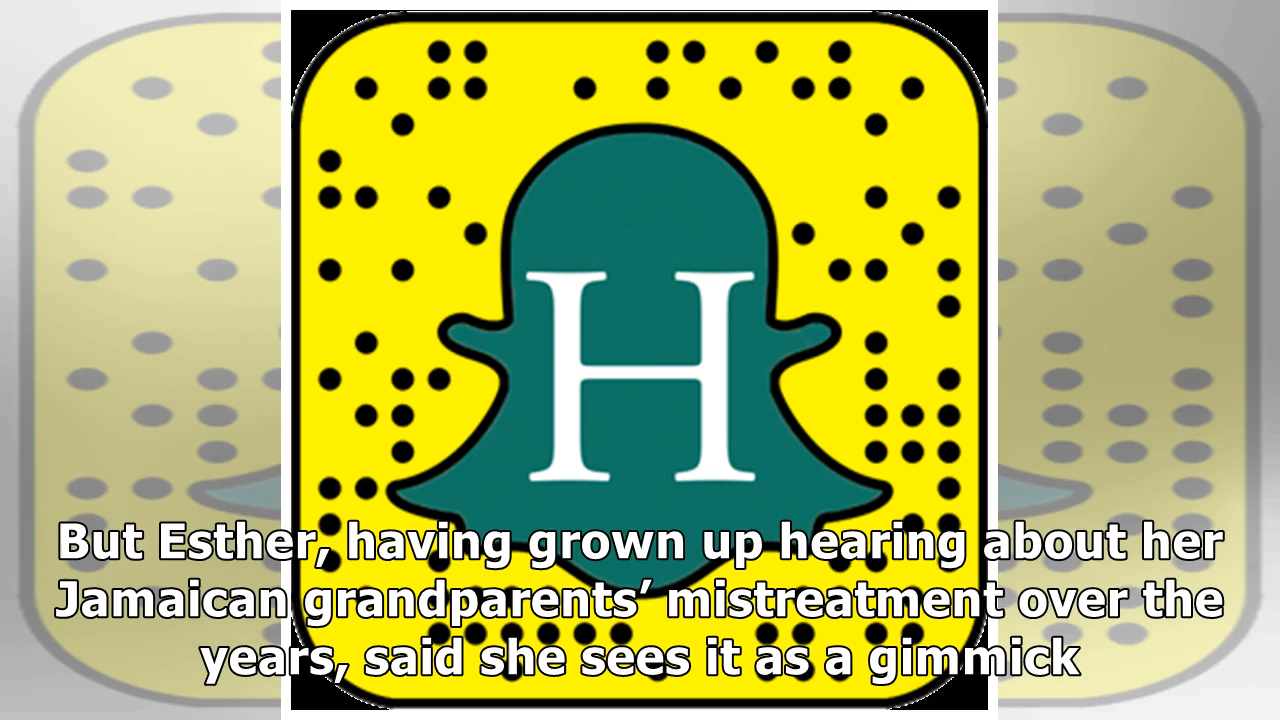 H
But Esther, having grown up hearing about her
Jamaican grandparents’ mistreatment over the
years, said she sees it as a gimmick